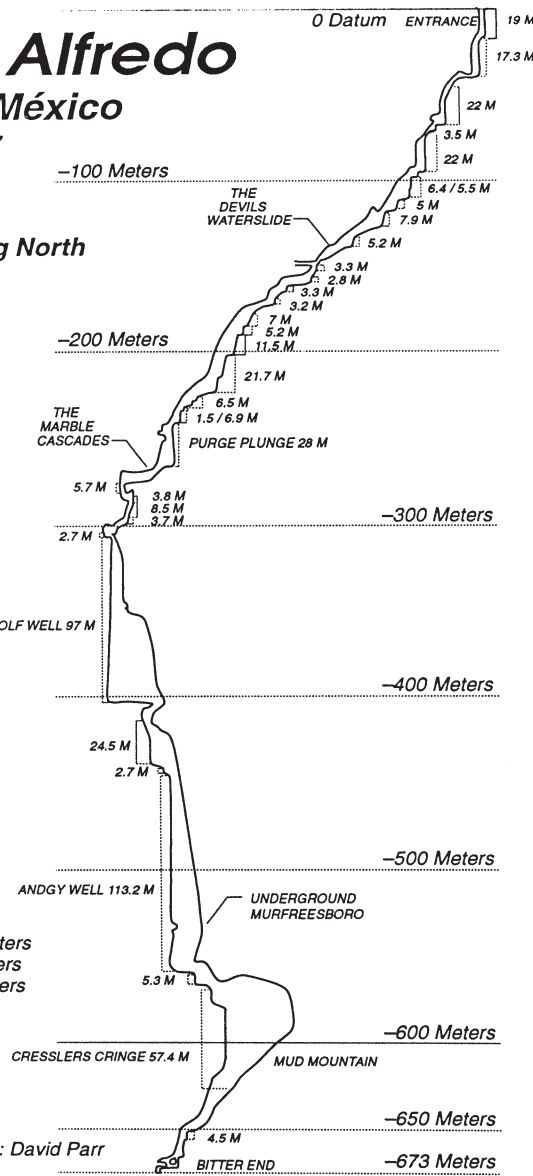 0 Datum ENTRANCE
19 M
Alfredo
17.3 M
México
22 M
3.5 M
22 M
–100 Meters
6.4 / 5.5 M
THE
DEVILS
WATERSLIDE
5 M
7.9 M
g North
5.2 M
3.3 M
2.8 M
3.3 M
3.2 M
7 M
–200 Meters
5.2 M
11.5 M
21.7 M
6.5 M
1.5 / 6.9 M
THE
MARBLE
CASCADES
PURGE PLUNGE 28 M
5.7 M
3.8 M
8.5 M
3.7 M
–300 Meters
2.7 M
OLF WELL 97 M
–400 Meters
24.5 M
2.7 M
–500 Meters
ANDGY WELL 113.2 M
UNDERGROUND
MURFREESBORO
ters
ers
ers
5.3 M
–600 Meters
CRESSLERS CRINGE 57.4 M
MUD MOUNTAIN
–650 Meters
4.5 M
: David Parr
BITTER END
–673 Meters